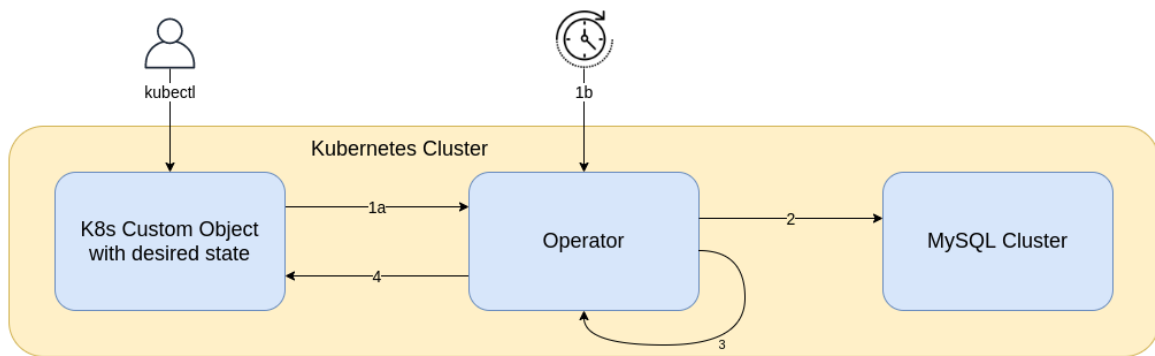 kubectl
1b
Kubernetes Cluster
K8s Custom Object
with desired state
1a
4
Operator
2
3
MySQL Cluster